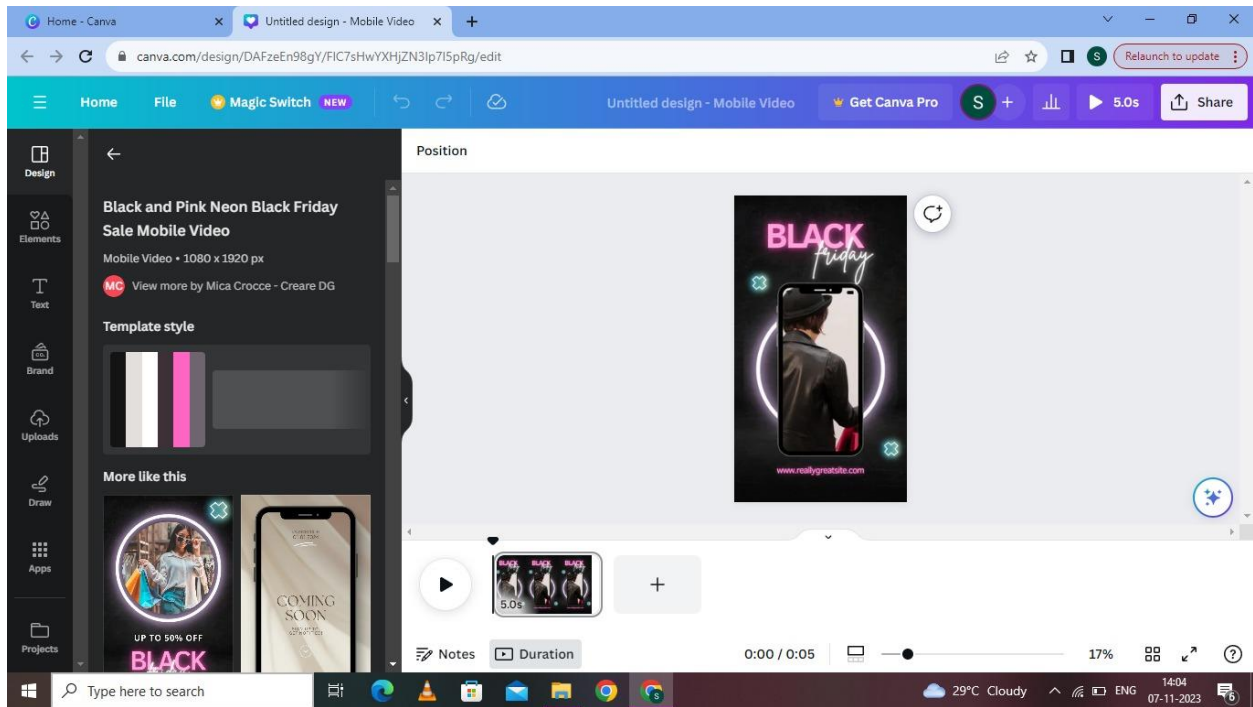 Home - Canva
Untitled design - Mobile Video
canva.com/design/DAFzeEn98gY/FIC7sHwYXHjZN3Ip7I5pRg/edit
S
Relaunch to update
Home
File
Magic Switch
NEW
Untitled design - Mobile Video
Get Canva Pro
S
5.0s
Share
Design
Elements
Text
Brand
Uploads
Draw
Apps
Projects
Black and Pink Neon Black Friday
Sale Mobile Video
Mobile Video • 1080 x 1920 px
MC
View more by Mica Crocce - Creare DG
Template style
More like this
UP TO 50% OFF
BLACK
COMING
SOON
Position
BLACK
friday
www.reallygreatsite.com
BLACK BLACK BLACK
5.0s
Notes
Duration
0:00 / 0:05
17%
Type here to search
29°C Cloudy
ENG
14:04
07-11-2023
6